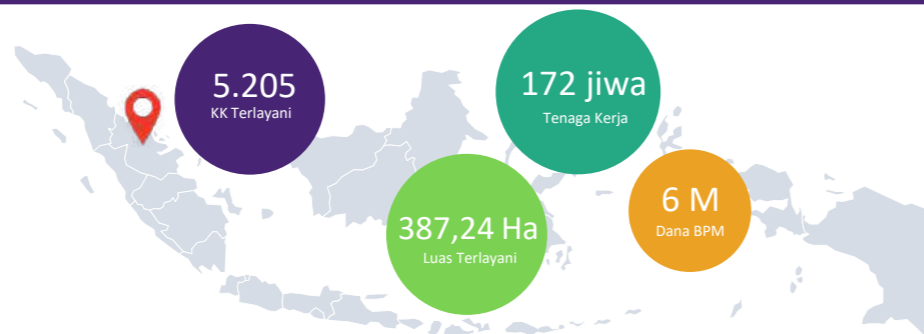 5.205
KK Terlayani
172 jiwa
Tenaga Kerja
387,24 Ha
Luas Terlayani
6 M
Dana BPM